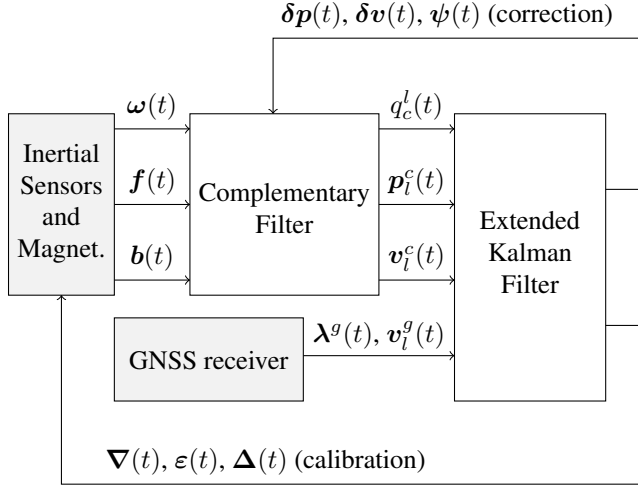 δp(t), δv(t), ψ(t) (correction)
Inertial
Sensors
and
Magnet.
ω(t)
f(t)
b(t)
Complementary
Filter
q_c^l(t)
p_l^c(t)
v_l^c(t)
Extended
Kalman
Filter
GNSS receiver
λ^g(t), v_l^g(t)
∇(t), ε(t), Δ(t) (calibration)